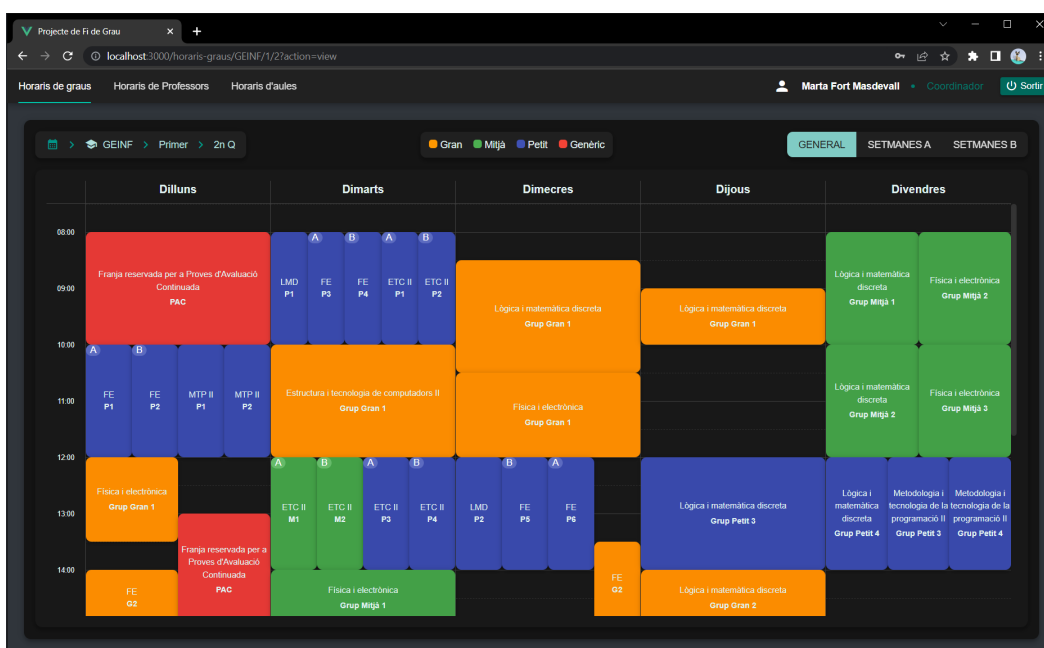 Projecte de Fi de Grau
localhost:3000/horaris-graus/GEINF/1/2?action=view
Horaris de graus Horaris de Professors Horaris d'aules Marta Fort Masdevall • Coordinador Sortir
GEINF > Primer > 2n Q Gran Mitjà Petit Genèric GENERAL SETMANES A SETMANES B
Dilluns Dimarts Dimecres Dijous Divendres
08:00
09:00
10:00
11:00
12:00
13:00
14:00
Franja reservada per a Proves d'Avaluació
Continuada
PAC
A
FE
P1
B
FE
P2
MTP II
P1
MTP II
P2
Física i electrònica
Grup Gran 1
Franja reservada per a
Proves d'Avaluació
Continuada
PAC
FE
G2
LMD
P1
A
FE
P3
B
FE
P4
A
ETC II
P1
B
ETC II
P2
Estructura i tecnologia de computadors II
Grup Gran 1
A
ETC II
M1
B
ETC II
M2
A
ETC II
P3
B
ETC II
P4
Física i electrònica
Grup Mitjà 1
Lògica i matemàtica discreta
Grup Gran 1
Física i electrònica
Grup Gran 1
LMD
P2
B
FE
P5
A
FE
P6
FE
G2
Lògica i matemàtica discreta
Grup Gran 1
Lògica i matemàtica discreta
Grup Petit 3
Lògica i matemàtica discreta
Grup Gran 2
Lògica i matemàtica
discreta
Grup Mitjà 1
Física i electrònica
Grup Mitjà 2
Lògica i matemàtica
discreta
Grup Mitjà 2
Física i electrònica
Grup Mitjà 3
Lògica i
matemàtica
discreta
Grup Petit 4
Metodologia i
tecnologia de la
programació II
Grup Petit 3
Metodologia i
tecnologia de la
programació II
Grup Petit 4